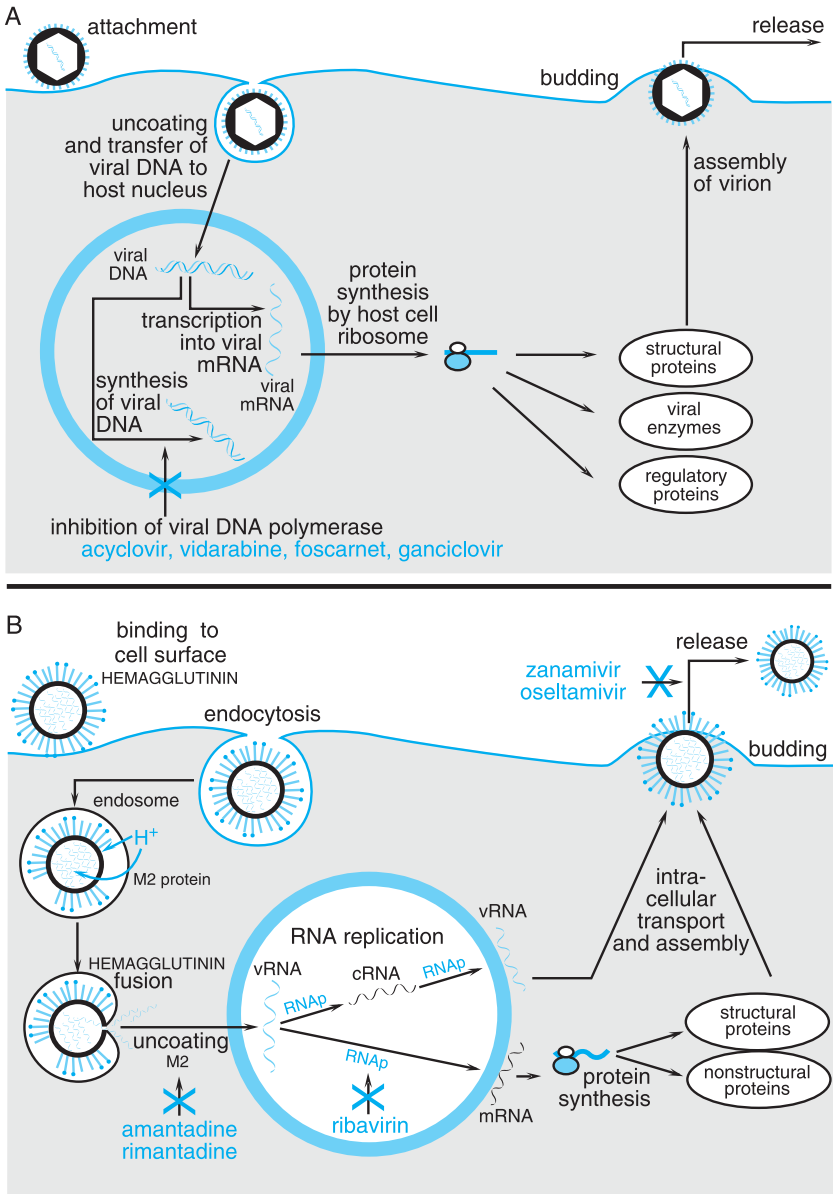 A
attachment
release
budding
uncoating
and transfer of
viral DNA to
host nucleus
assembly
of virion
viral
DNA
protein
synthesis
by host cell
ribosome
transcription
into viral
mRNA
viral
mRNA
synthesis
of viral
DNA
structural
proteins
viral
enzymes
regulatory
proteins
inhibition of viral DNA polymerase
acyclovir, vidarabine, foscarnet, ganciclovir
B
binding to
cell surface
HEMAGGLUTININ
release
zanamivir
oseltamivir
endocytosis
budding
endosome
H+
M2 protein
intra-
cellular
transport
and assembly
RNA replication
vRNA
vRNA
cRNA
RNAp
RNAp
HEMAGGLUTININ
fusion
uncoating
M2
RNAp
structural
proteins
nonstructural
proteins
protein
synthesis
mRNA
amantadine
rimantadine
ribavirin